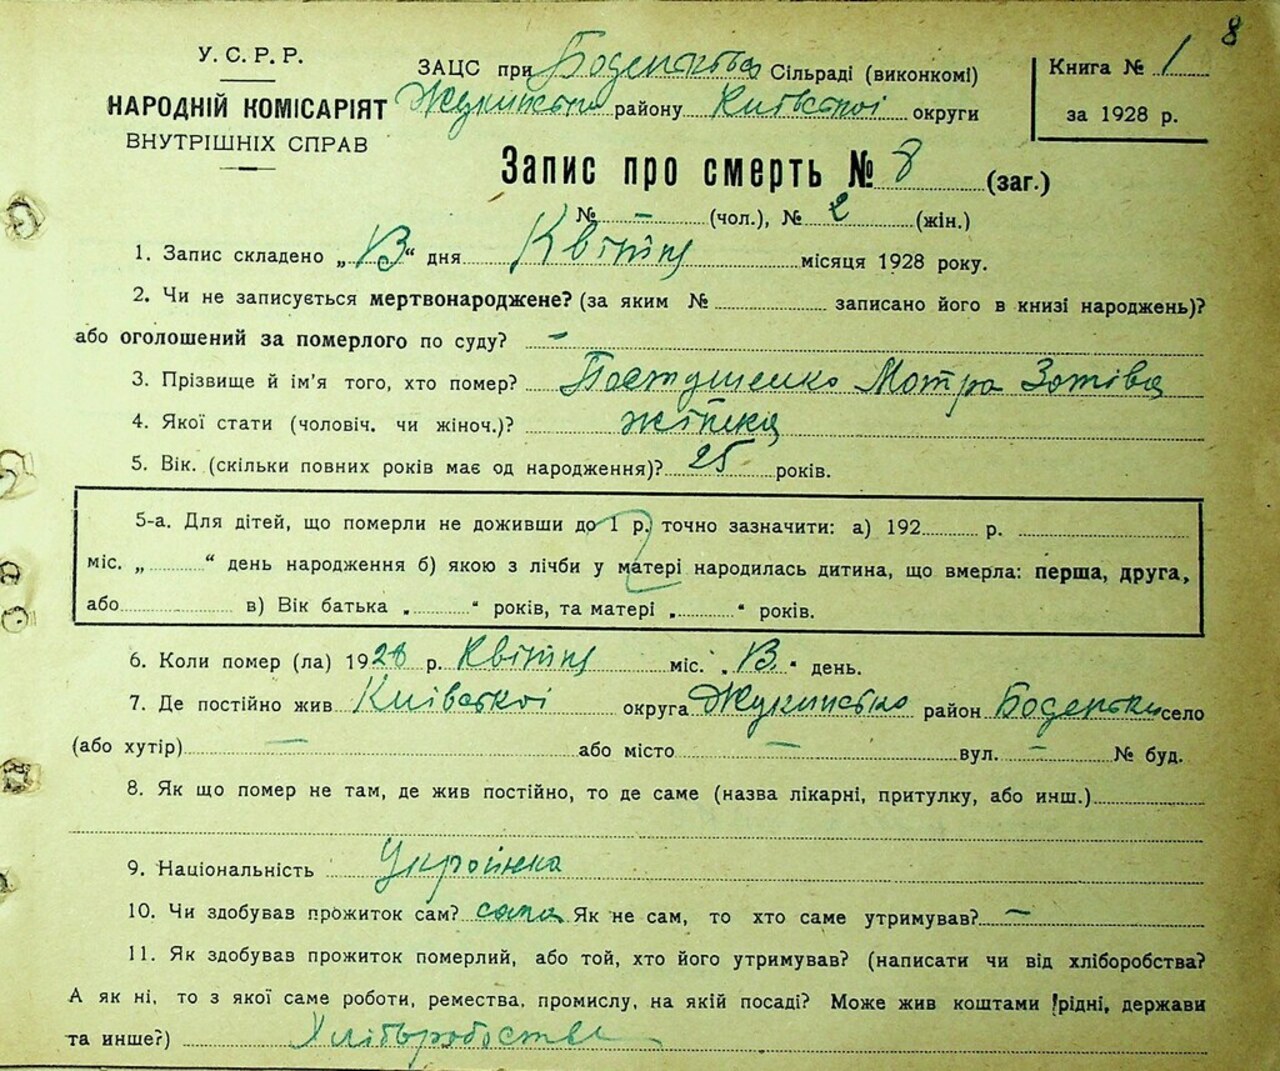 8
У. С. Р. Р.
НАРОДНІЙ КОМІСАРІЯТ
ВНУТРІШНІХ СПРАВ
ЗАЦС при Боденьківс Сільраді (виконкомі)
району Київської округи
Книга № 1
за 1928 р.
Запис про смерть № 8 (заг.)
№ – (чол.), № 2 (жін.)
1. Запис складено „13“ дня Квітня місяця 1928 року.
2. Чи не записується мертвонароджене? (за яким № записано його в книзі народжень)?
або оголошений за померлого по суду? –
3. Прізвище й ім'я того, хто помер? Мотра Зотівa
4. Якої стати (чоловіч. чи жіноч.)? жінка
5. Вік. (скільки повних років має од народження)? 25 років.
5-а. Для дітей, що померли не доживши до 1 р. точно зазначити: а) 192 р.
міс. „ “ день народження б) якою з лічби у матері народилась дитина, що вмерла: перша, друга,
або в) Вік батька „ “ років, та матері „ “ років.
6. Коли помер (ла) 1928 р. Квітня міс. „13.“ день.
7. Де постійно жив Київської округа район Боденьки село
(або хутір) – або місто – вул. – № буд.
8. Як що помер не там, де жив постійно, то де саме (назва лікарні, притулку, або инш.)
9. Національність Українка
10. Чи здобував прожиток сам? сама Як не сам, то хто саме утримував? –
11. Як здобував прожиток померлий, або той, хто його утримував? (написати чи від хліборобства?
А як ні, то з якої саме роботи, ремества, промислу, на якій посаді? Може жив коштами рідні, держави
та инше?)